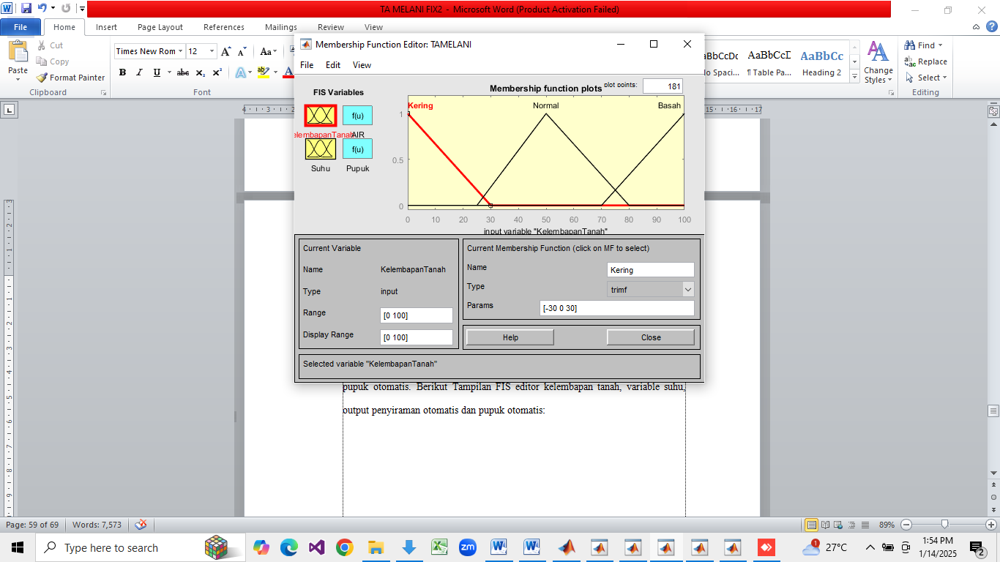 TA MELANI FIX2 - Microsoft Word (Product Activation Failed)
File Home Insert Page Layout References Mailings Review View
Paste
Cut
Copy
Format Painter
Clipboard
Times New Rom 12
Font
AaBbCcDc AaBbCcD AaBbCc
¶ Table Pa... Heading 2
Change Styles
Find
Replace
Select
Editing
Membership Function Editor: TAMELANI
File Edit View
FIS Variables
f(u)
elembapanTanah AIR
f(u)
Suhu Pupuk
Membership function plots plot points: 181
Kering Normal Basah
1
0.5
0
0 10 20 30 40 50 60 70 80 90 100
input variable "KelembapanTanah"
Current Variable
Name KelembapanTanah
Type input
Range [0 100]
Display Range [0 100]
Current Membership Function (click on MF to select)
Name Kering
Type trimf
Params [-30 0 30]
Help Close
Selected variable "KelembapanTanah"
pupuk otomatis. Berikut Tampilan FIS editor kelembapan tanah, variable suhu,
output penyiraman otomatis dan pupuk otomatis:
Page: 59 of 69 Words: 7,573 89%
Type here to search
27°C
1:54 PM
1/14/2025